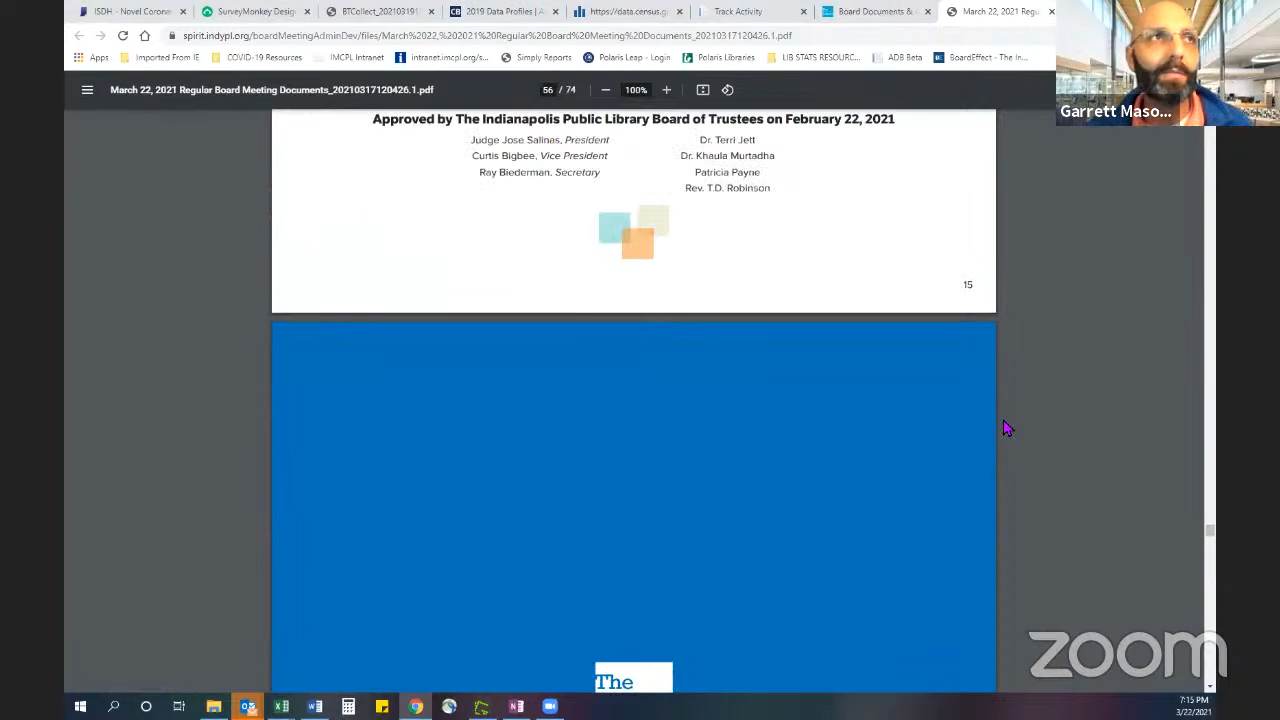 ISDH - Novel Corona
SurveyMonkey Design
BTCollect_202103191
2019 Data Profiles | A
https://data.census.g
Track Activity
Board Documents &
March 22, 2021 Regu
spirit.indypl.org/boardMeetingAdminDev/files/March%2022,%202021%20Regular%20Board%20Meeting%20Documents_20210317120426.1.pdf
Apps
Imported From IE
COVID-19 Resources
IMCPL Intranet
intranet.imcpl.org/s...
Simply Reports
Polaris Leap - Login
Polaris Libraries
LIB STATS RESOURC...
ADB Beta
BoardEffect - The In...
March 22, 2021 Regular Board Meeting Documents_20210317120426.1.pdf
56 / 74
100%
Garrett Maso...
Approved by The Indianapolis Public Library Board of Trustees on February 22, 2021
Judge Jose Salinas, President
Curtis Bigbee, Vice President
Ray Biederman, Secretary
Dr. Terri Jett
Dr. Khaula Murtadha
Patricia Payne
Rev. T.D. Robinson
15
The
zoom
7:15 PM
3/22/2021